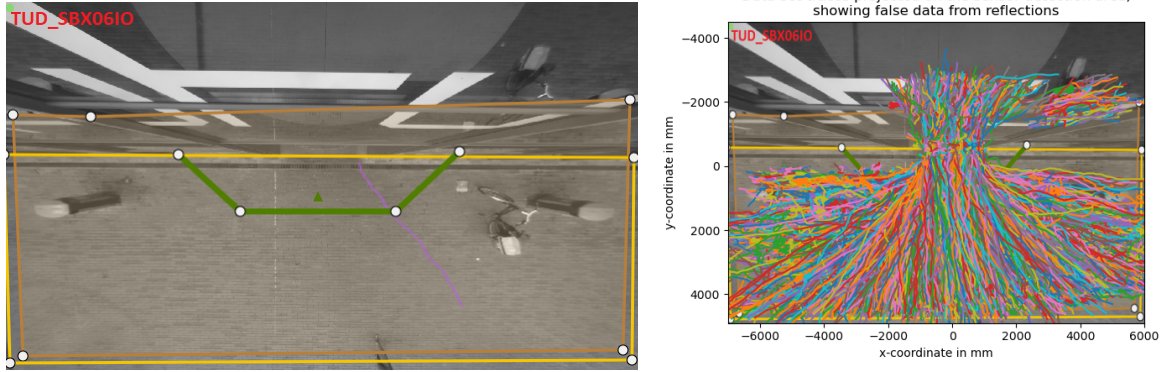 TUD_SBX06IO
showing false data from reflections
TUD_SBX06IO
−4000
−2000
0
2000
4000
y-coordinate in mm
−6000
−4000
−2000
0
2000
4000
6000
x-coordinate in mm